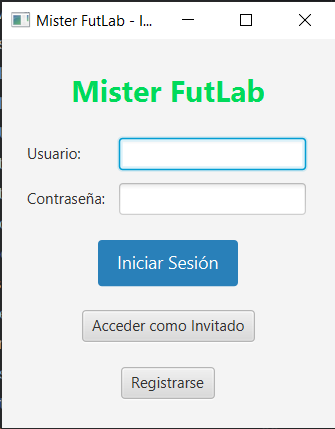 Mister FutLab - I...
Mister FutLab
Usuario:
Contraseña:
Iniciar Sesión
Acceder como Invitado
Registrarse